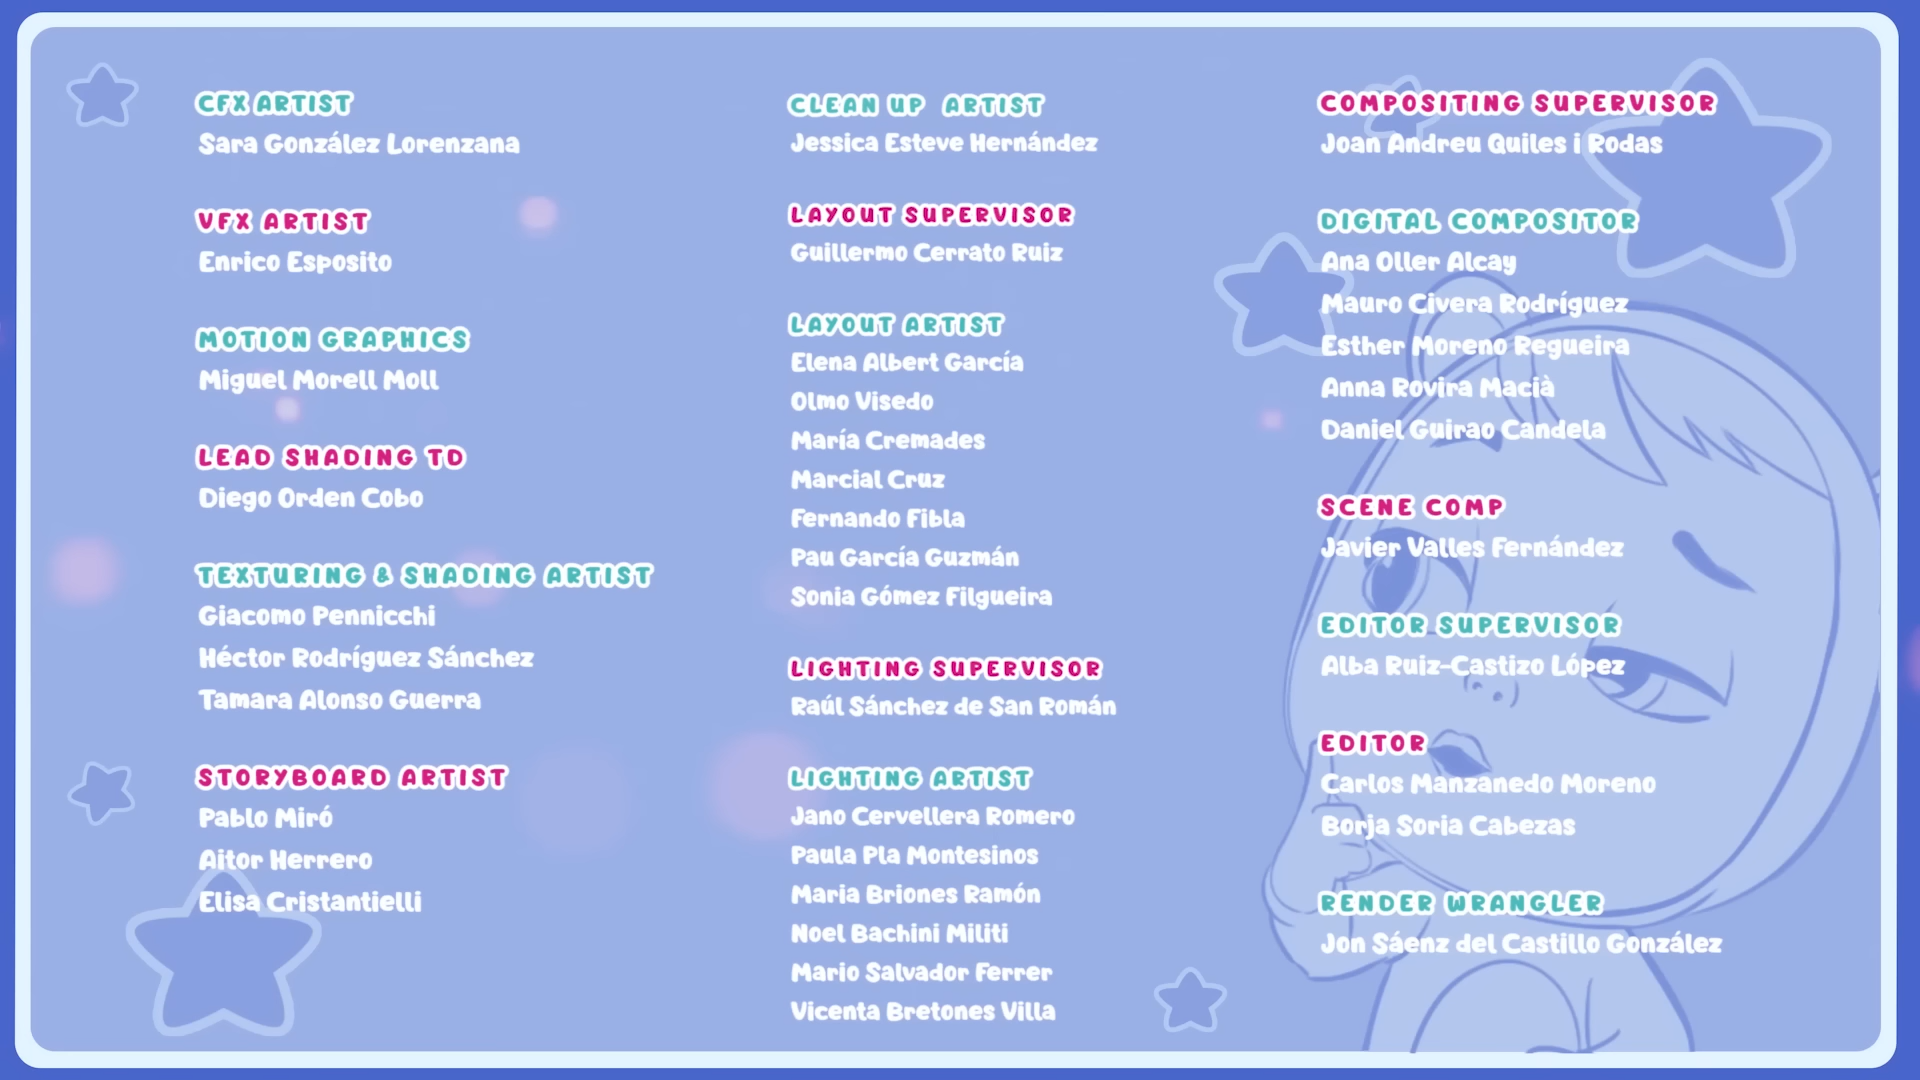 CFX ARTIST
Sara González Lorenzana
VFX ARTIST
Enrico Esposito
MOTION GRAPHICS
Miguel Morell Moll
LEAD SHADING TD
Diego Orden Cobo
TEXTURING & SHADING ARTIST
Giacomo Pennicchi
Héctor Rodríguez Sánchez
Tamara Alonso Guerra
STORYBOARD ARTIST
Pablo Miró
Aitor Herrero
Elisa Cristantielli
CLEAN UP ARTIST
Jessica Esteve Hernández
LAYOUT SUPERVISOR
Guillermo Cerrato Ruiz
LAYOUT ARTIST
Elena Albert García
Olmo Visedo
María Cremades
Marcial Cruz
Fernando Fibla
Pau García Guzmán
Sonia Gómez Filgueira
LIGHTING SUPERVISOR
Raúl Sánchez de San Román
LIGHTING ARTIST
Jano Cervellera Romero
Paula Pla Montesinos
Maria Briones Ramón
Noel Bachini Militi
Mario Salvador Ferrer
Vicenta Bretones Villa
COMPOSITING SUPERVISOR
Joan Andreu Quiles i Rodas
DIGITAL COMPOSITOR
Ana Oller Alcay
Mauro Civera Rodríguez
Esther Moreno Regueira
Anna Rovira Macià
Daniel Guirao Candela
SCENE COMP
Javier Valles Fernández
EDITOR SUPERVISOR
Alba Ruiz-Castizo López
EDITOR
Carlos Manzanedo Moreno
Borja Soria Cabezas
RENDER WRANGLER
Jon Sáenz del Castillo González